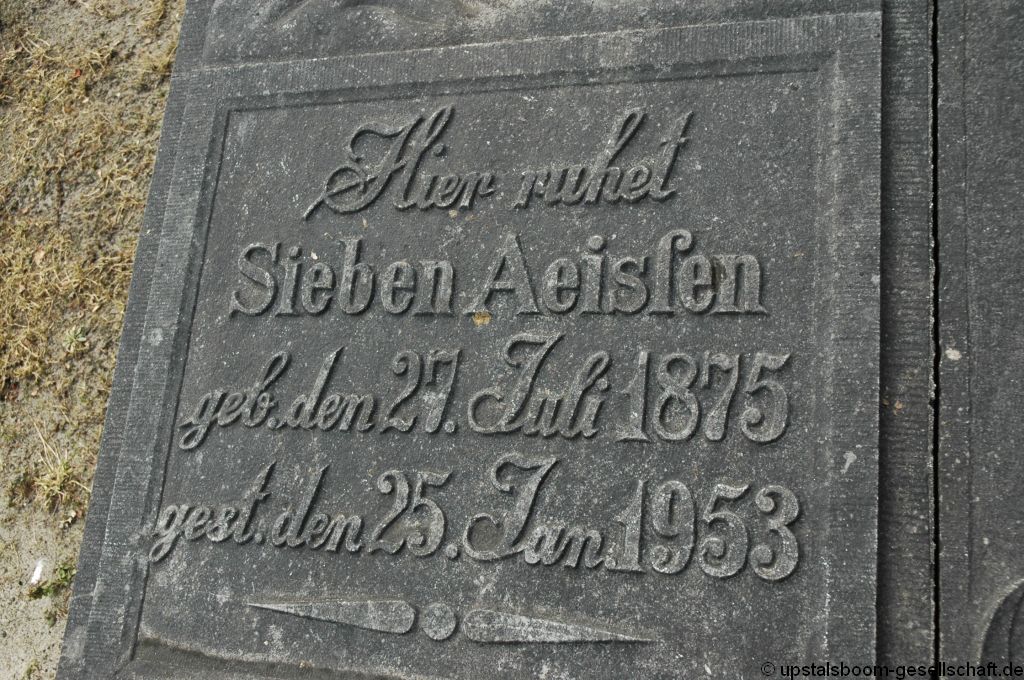 Hier ruhet
Sieben Aeisſen
geb. den 27. Juli 1875
gest. den 25. Jan. 1953
© upstalsboom-gesellschaft.de